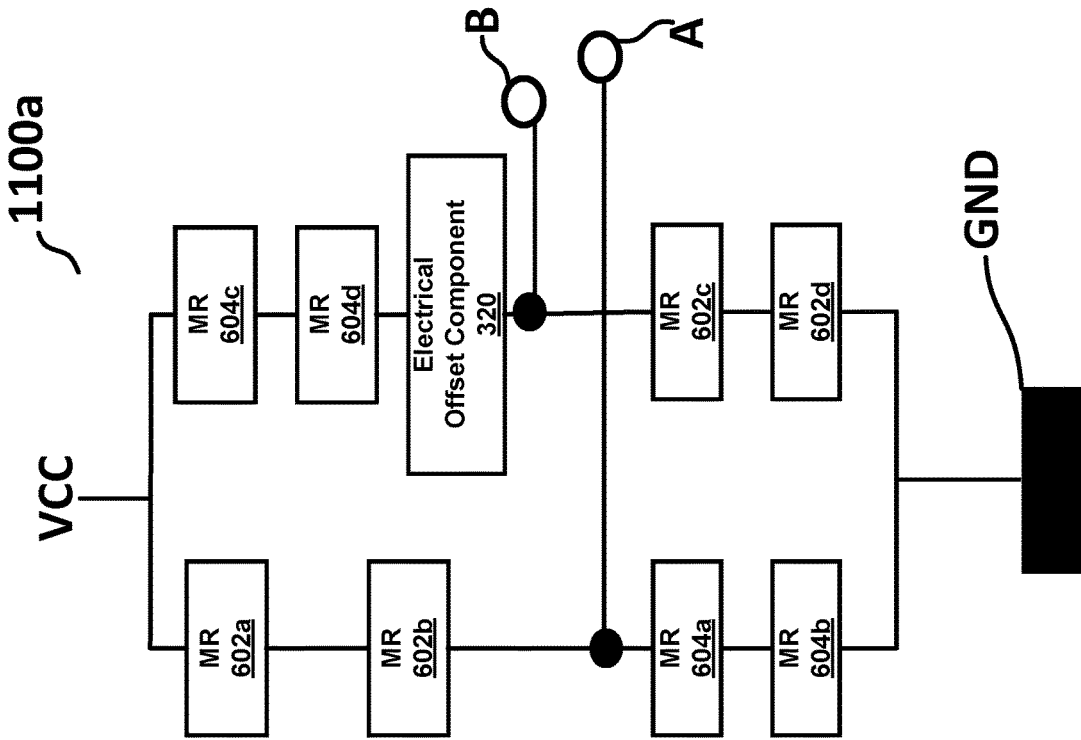 1100a
VCC
MR
602a
MR
602b
MR
604a
MR
604b
MR
604c
MR
604d
Electrical
Offset Component
320
B
A
MR
602c
MR
602d
GND